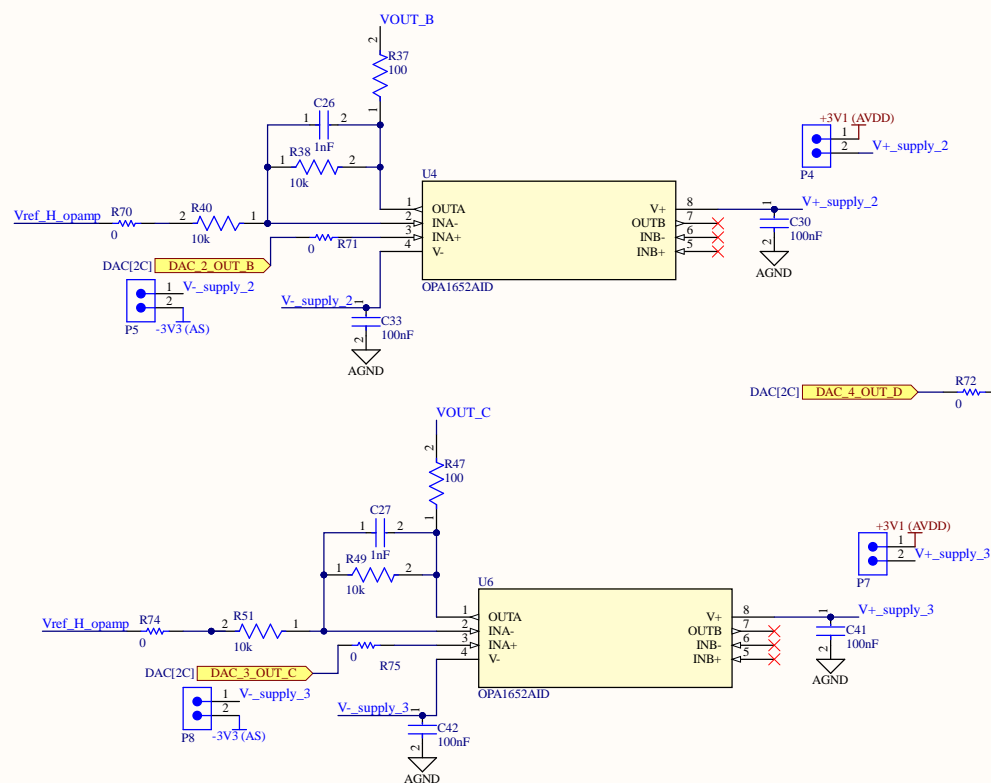 VOUT_B
2
R37
100
1
C26
1 2
1nF
R38
1 2
10k
+3V1 (AVDD)
1
2 V+_supply_2
P4
U4
Vref_H_opamp R70 2 R40 1
0 10k
1 OUTA
2 INA-
3 INA+
4 V-
V+ 8
OUTB 7
INB- 6
INB+ 5
OPA1652AID
1 V+_supply_2
C30
100nF
2
AGND
0 R71
DAC[2C] DAC_2_OUT_B
1 V-_supply_2
2
P5 -3V3 (AS)
V-_supply_2 1
C33
100nF
2
AGND
DAC[2C] DAC_4_OUT_D R72
0
VOUT_C
2
R47
100
1
C27
1 2
1nF
R49
1 2
10k
+3V1 (AVDD)
1
2 V+_supply_3
P7
U6
Vref_H_opamp R74 2 R51 1
0 10k
1 OUTA
2 INA-
3 INA+
4 V-
V+ 8
OUTB 7
INB- 6
INB+ 5
OPA1652AID
1 V+_supply_3
C41
100nF
2
AGND
0 R75
DAC[2C] DAC_3_OUT_C
1 V-_supply_3
2
P8 -3V3 (AS)
V-_supply_3 1
C42
100nF
2
AGND